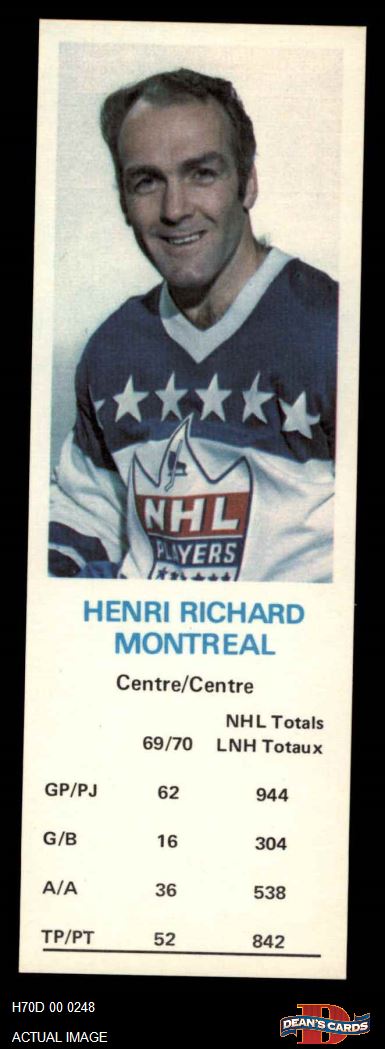 NHL
PLAYERS
HENRI RICHARD
MONTREAL
Centre/Centre
NHL Totals
69/70 LNH Totaux
GP/PJ 62 944
G/B 16 304
A/A 36 538
TP/PT 52 842
H70D 00 0248
ACTUAL IMAGE
DEAN'S CARDS